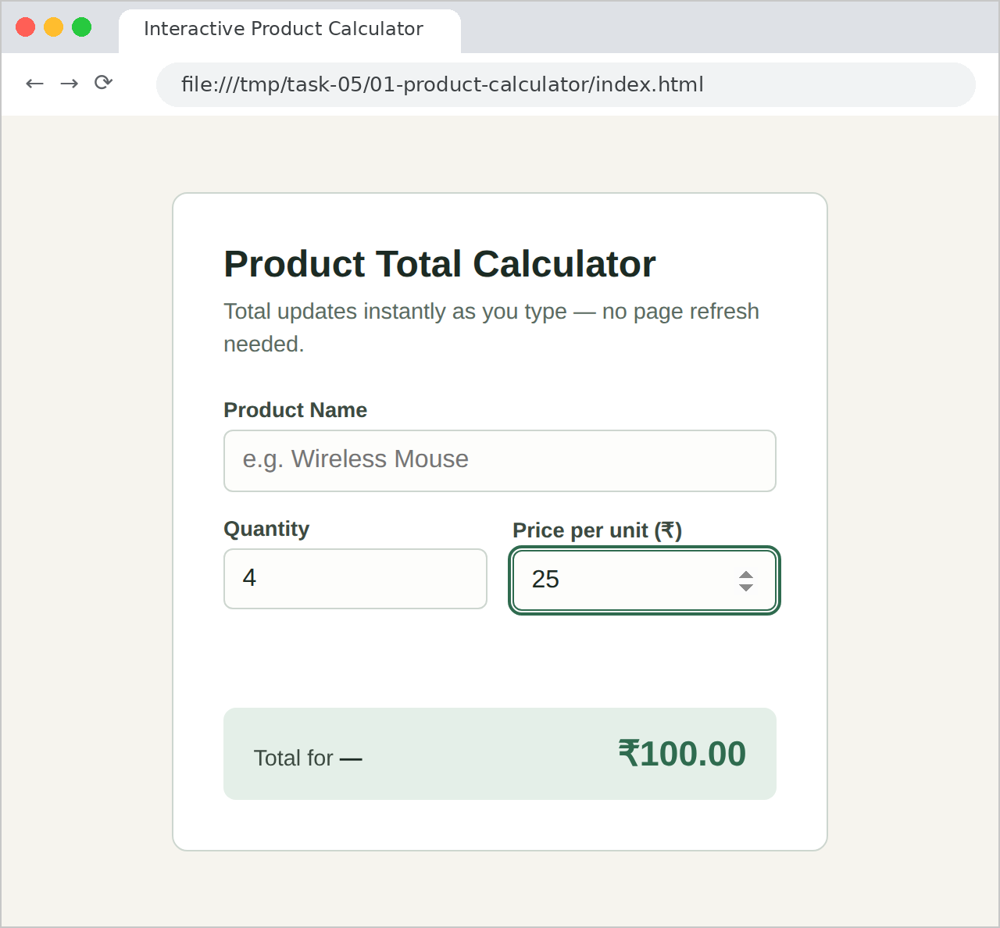 Interactive Product Calculator
← → ⟳ file:///tmp/task-05/01-product-calculator/index.html
Product Total Calculator
Total updates instantly as you type — no page refresh
needed.
Product Name
e.g. Wireless Mouse
Quantity
Price per unit (₹)
4
25
Total for —
₹100.00